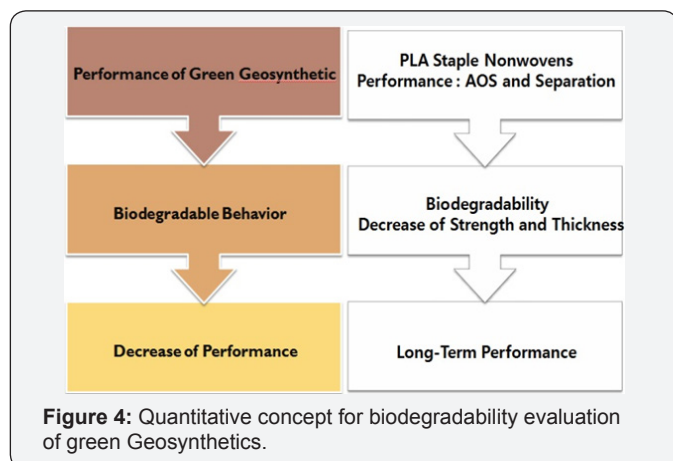 Performance of Green Geosynthetic
PLA Staple Nonwovens
Performance : AOS and Separation
Biodegradable Behavior
Biodegradability
Decrease of Strength and Thickness
Decrease of Performance
Long-Term Performance
Figure 4: Quantitative concept for biodegradability evaluation
of green Geosynthetics.